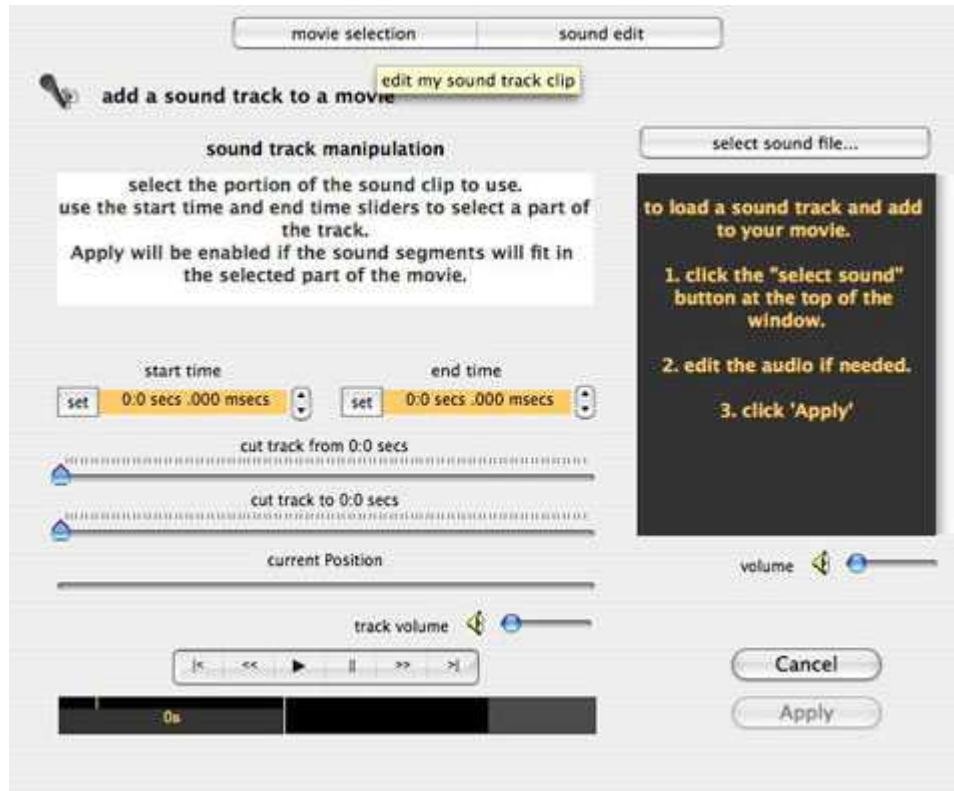 movie selection
sound edit
edit my sound track clip
add a sound track to a movie
sound track manipulation
select sound file...
select the portion of the sound clip to use.
use the start time and end time sliders to select a part of
the track.
Apply will be enabled if the sound segments will fit in
the selected part of the movie.
to load a sound track and add
to your movie.
1. click the "select sound"
button at the top of the
window.
2. edit the audio if needed.
3. click 'Apply'
start time
end time
set
0:0 secs .000 msecs
set
0:0 secs .000 msecs
cut track from 0:0 secs
cut track to 0:0 secs
current Position
volume
track volume
|< << ▶ || >> >|
Cancel
0s
Apply